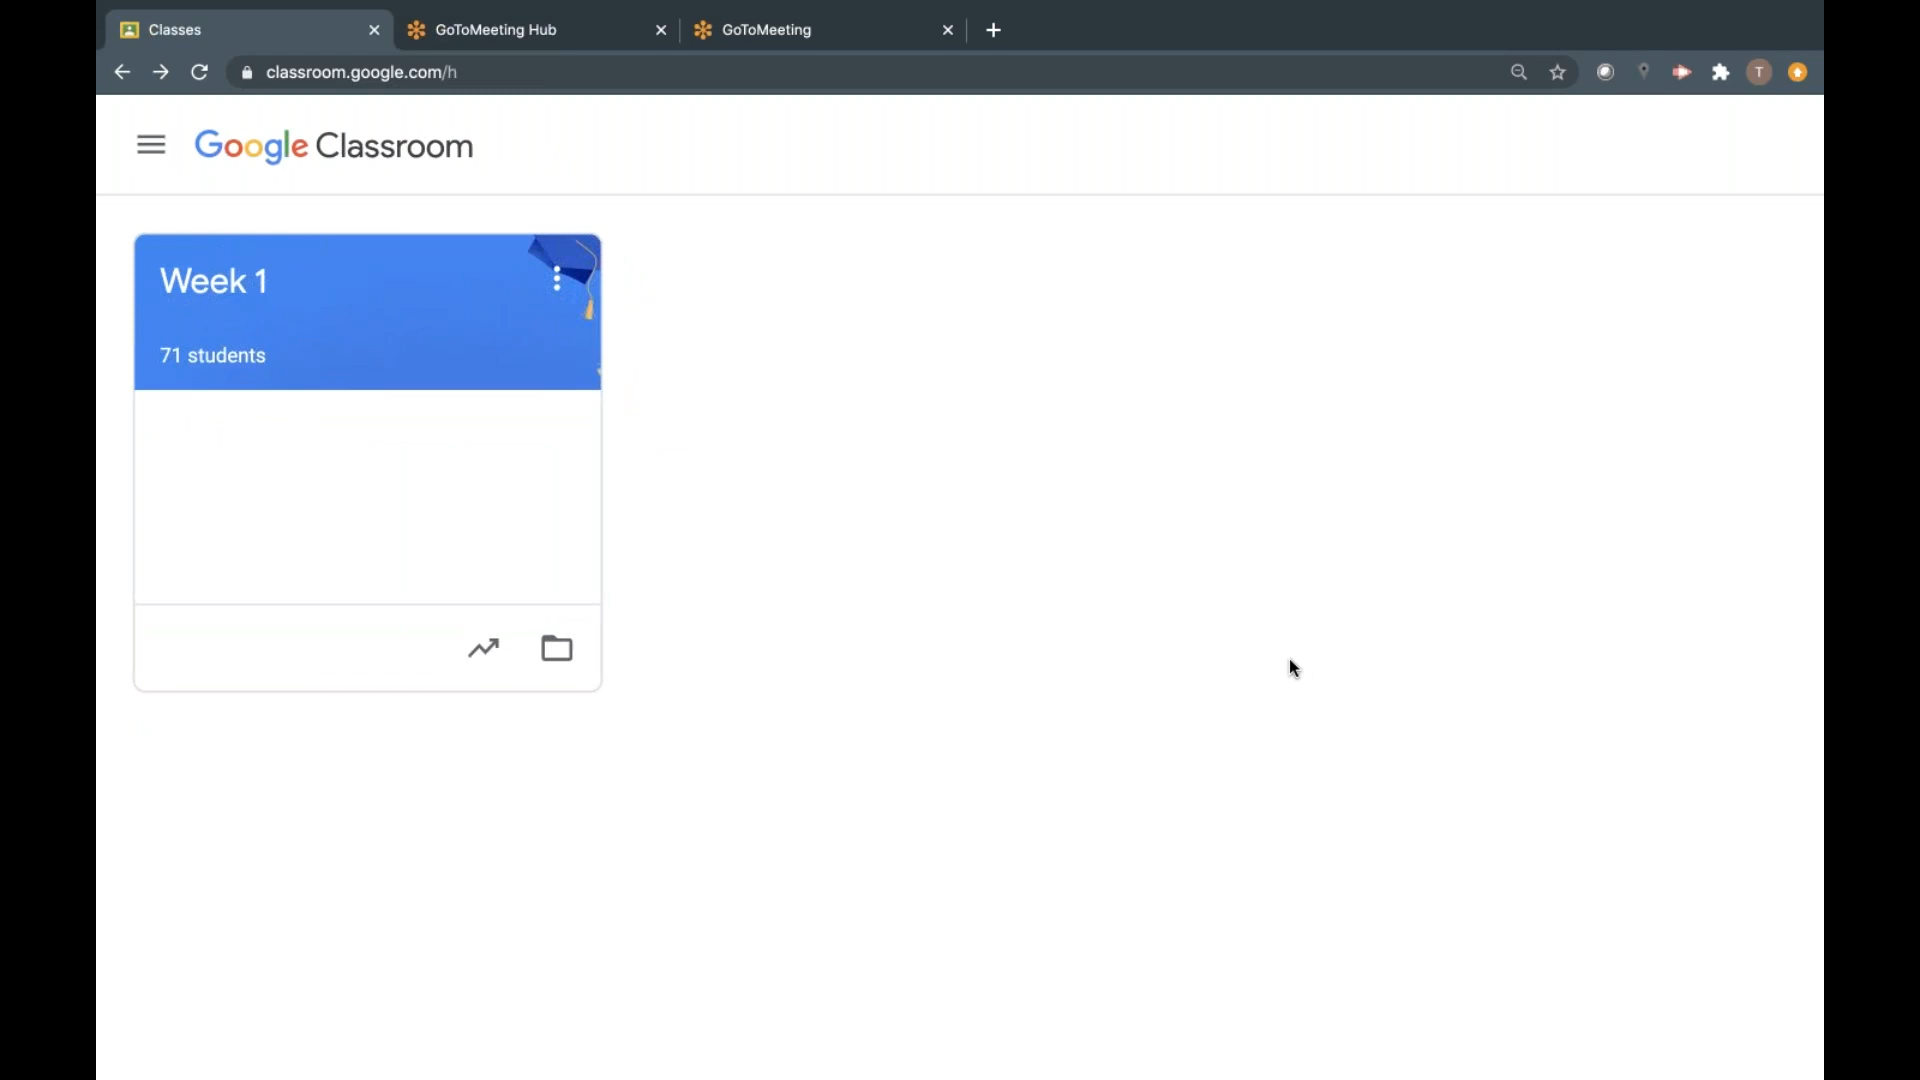 Classes
GoToMeeting Hub
GoToMeeting
classroom.google.com/h
T
Google Classroom
Week 1
71 students